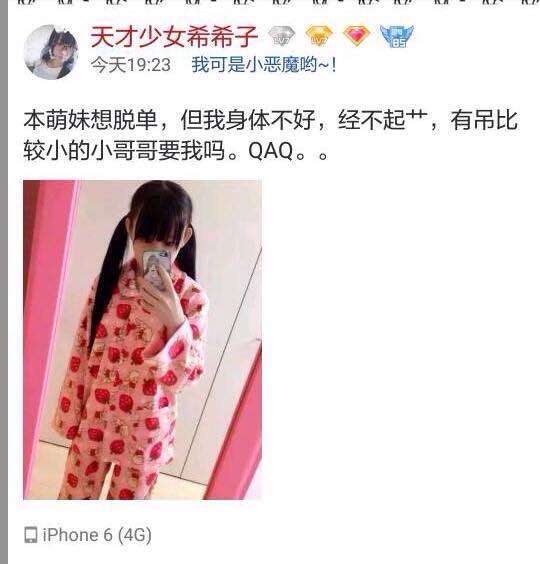 天才少女希希子
今天19:23 我可是小恶魔哟~!
本萌妹想脱单，但我身体不好，经不起艹，有吊比
较小的小哥哥要我吗。QAQ。。
iPhone 6 (4G)